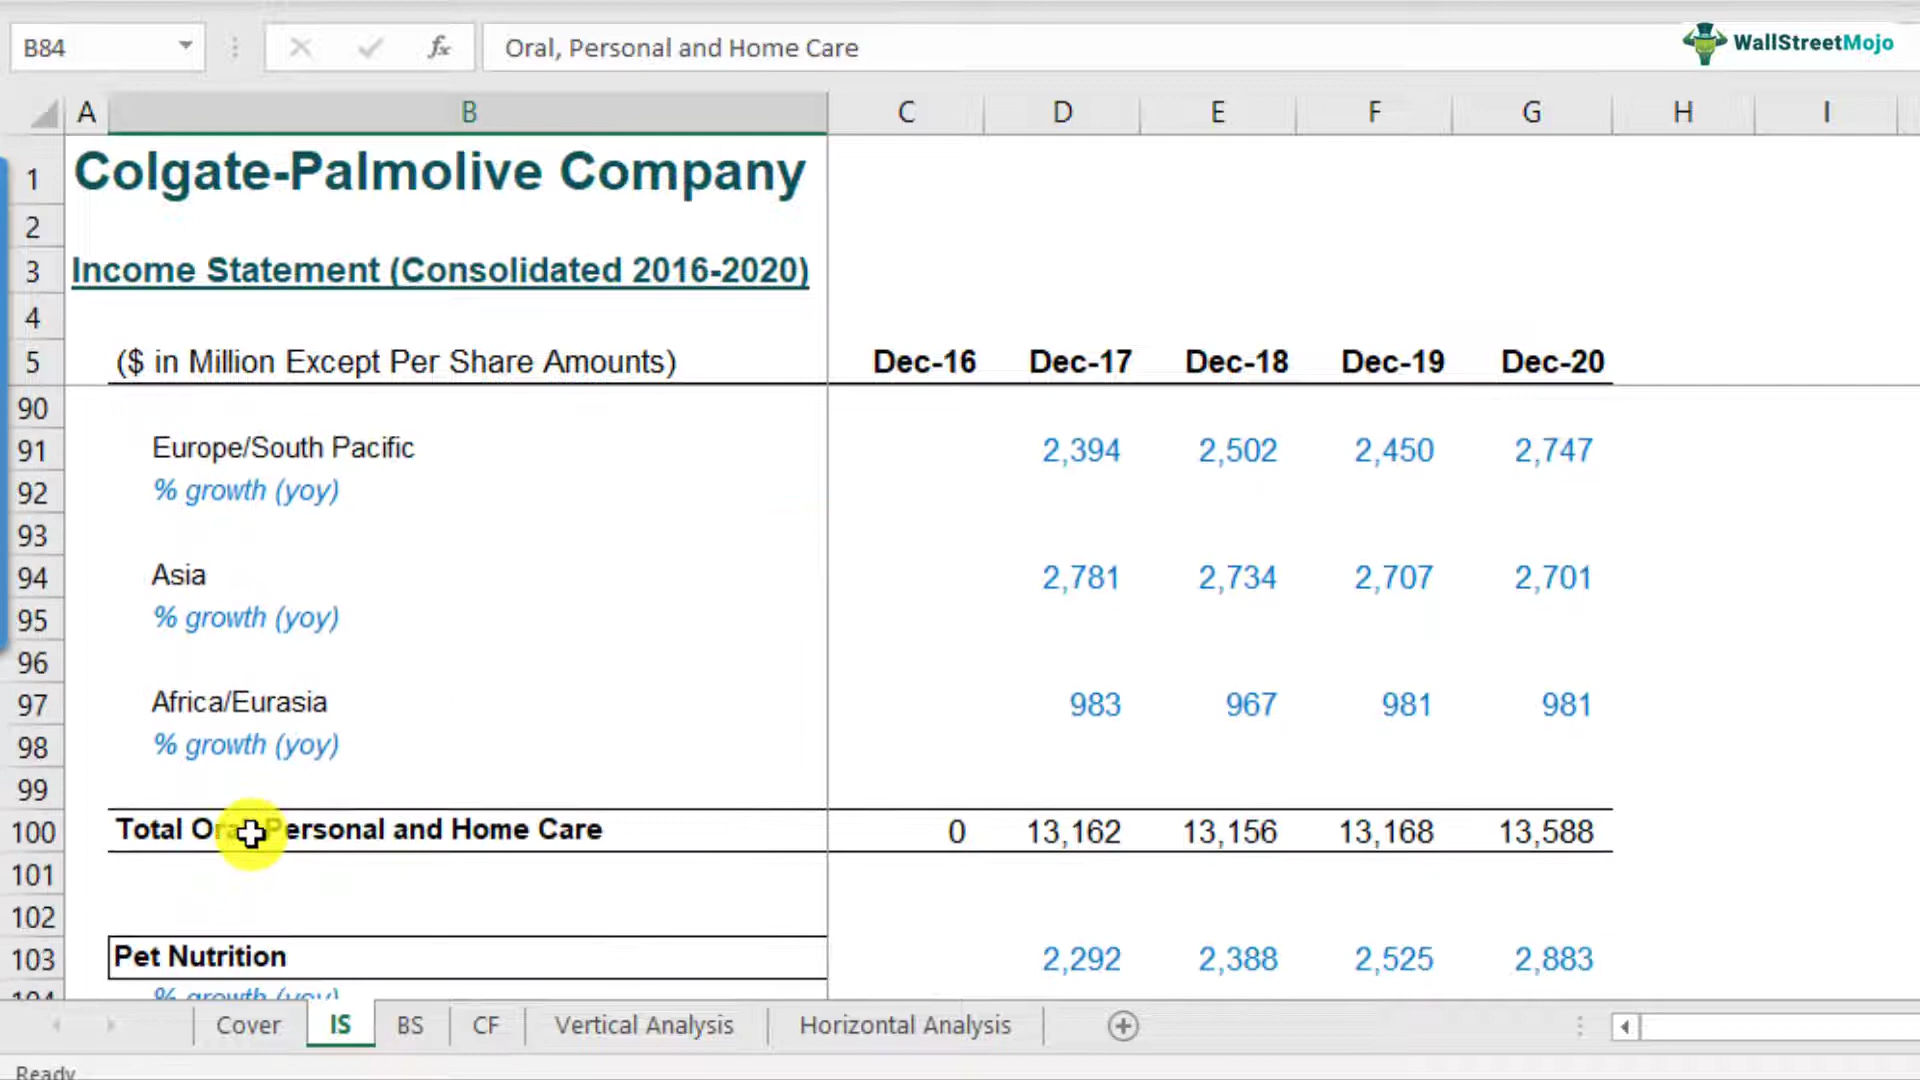 B84 fx Oral, Personal and Home Care WallStreetMojo
A B C D E F G H I
1 Colgate-Palmolive Company
2
3 Income Statement (Consolidated 2016-2020)
4
5 ($ in Million Except Per Share Amounts) Dec-16 Dec-17 Dec-18 Dec-19 Dec-20
90
91 Europe/South Pacific 2,394 2,502 2,450 2,747
92 % growth (yoy)
93
94 Asia 2,781 2,734 2,707 2,701
95 % growth (yoy)
96
97 Africa/Eurasia 983 967 981 981
98 % growth (yoy)
99
100 Total Oral, Personal and Home Care 0 13,162 13,156 13,168 13,588
101
102
103 Pet Nutrition 2,292 2,388 2,525 2,883
104 % growth (yoy)
Cover IS BS CF Vertical Analysis Horizontal Analysis
Ready